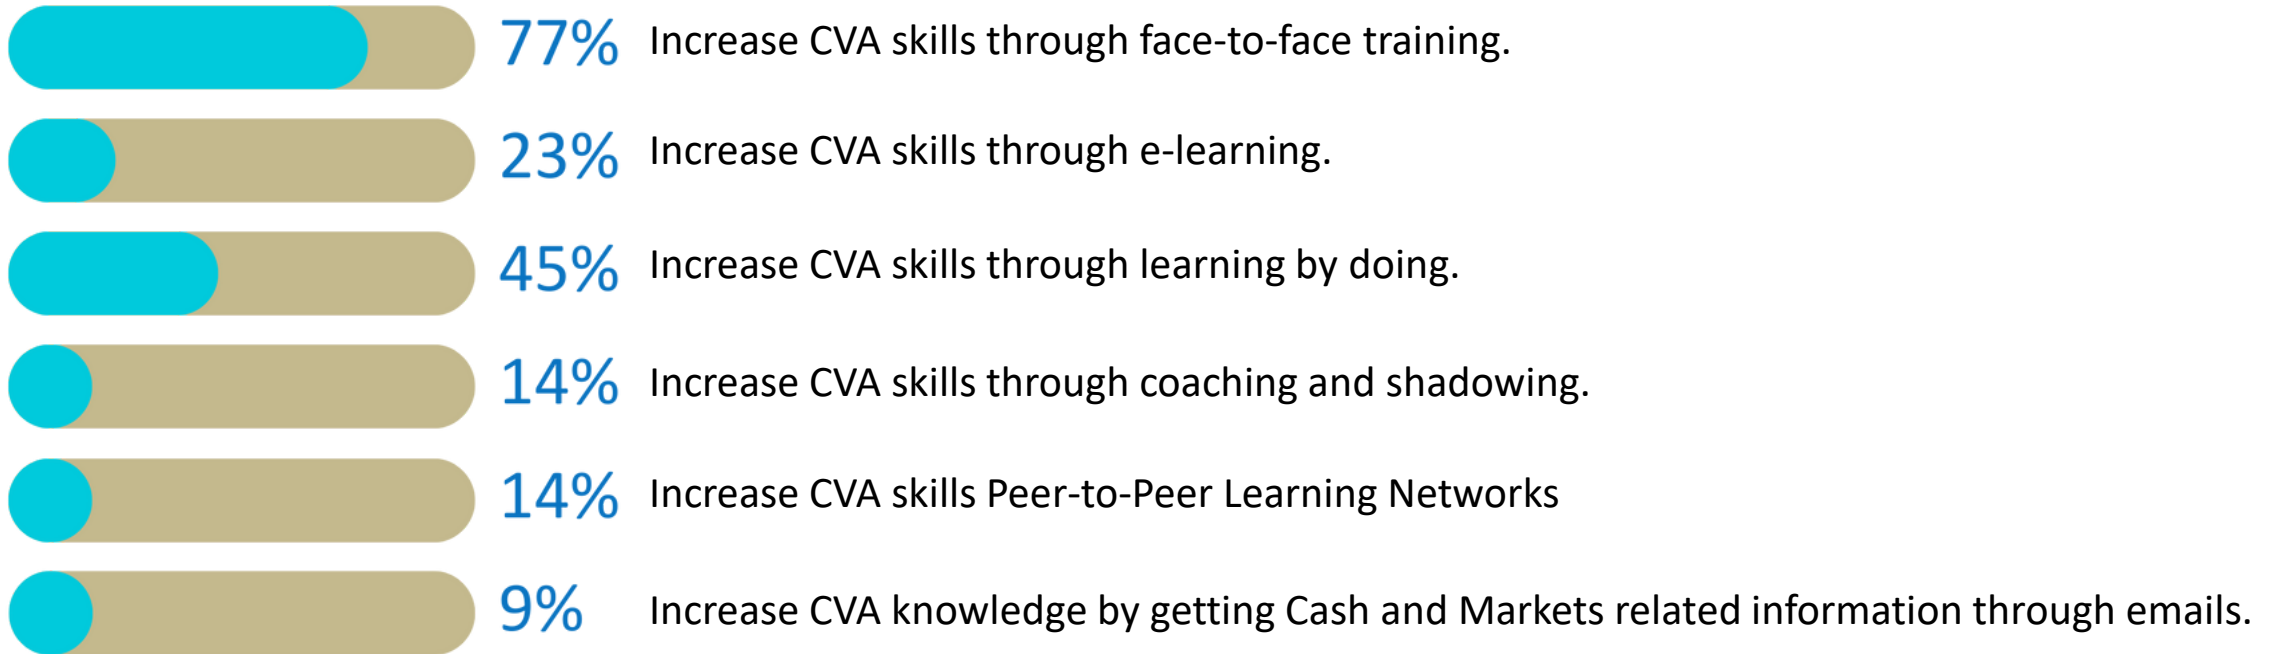 77% Increase CVA skills through face-to-face training.
23% Increase CVA skills through e-learning.
45% Increase CVA skills through learning by doing.
14% Increase CVA skills through coaching and shadowing.
14% Increase CVA skills Peer-to-Peer Learning Networks
9% Increase CVA knowledge by getting Cash and Markets related information through emails.